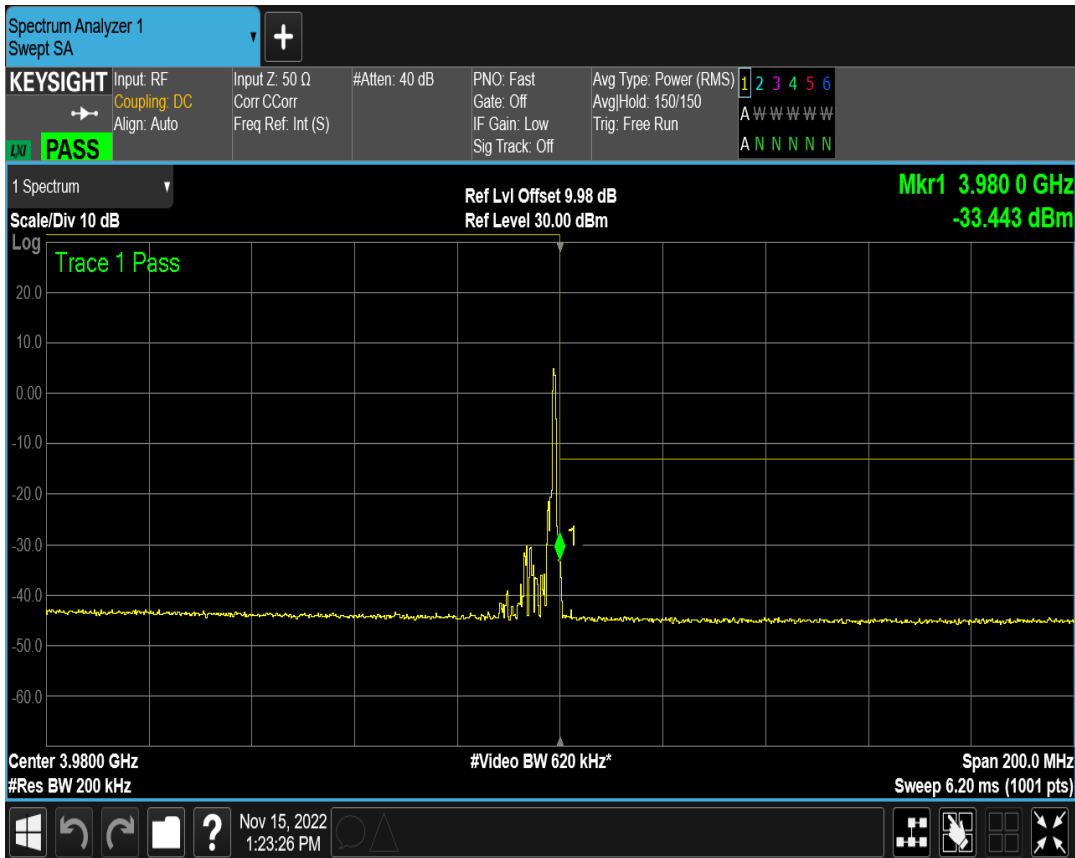 Spectrum Analyzer 1
Swept SA
+
KEYSIGHT
LXI PASS
Input: RF
Coupling: DC
Align: Auto
Input Z: 50 Ω
Corr CCorr
Freq Ref: Int (S)
#Atten: 40 dB
PNO: Fast
Gate: Off
IF Gain: Low
Sig Track: Off
Avg Type: Power (RMS)
Avg|Hold: 150/150
Trig: Free Run
1 2 3 4 5 6
A W W W W W
A N N N N N
1 Spectrum
Scale/Div 10 dB
Ref Lvl Offset 9.98 dB
Ref Level 30.00 dBm
Mkr1 3.980 0 GHz
-33.443 dBm
Log
Trace 1 Pass
20.0
10.0
0.00
-10.0
-20.0
-30.0
-40.0
-50.0
-60.0
1
Center 3.9800 GHz
#Res BW 200 kHz
#Video BW 620 kHz*
Span 200.0 MHz
Sweep 6.20 ms (1001 pts)
?
Nov 15, 2022
1:23:26 PM